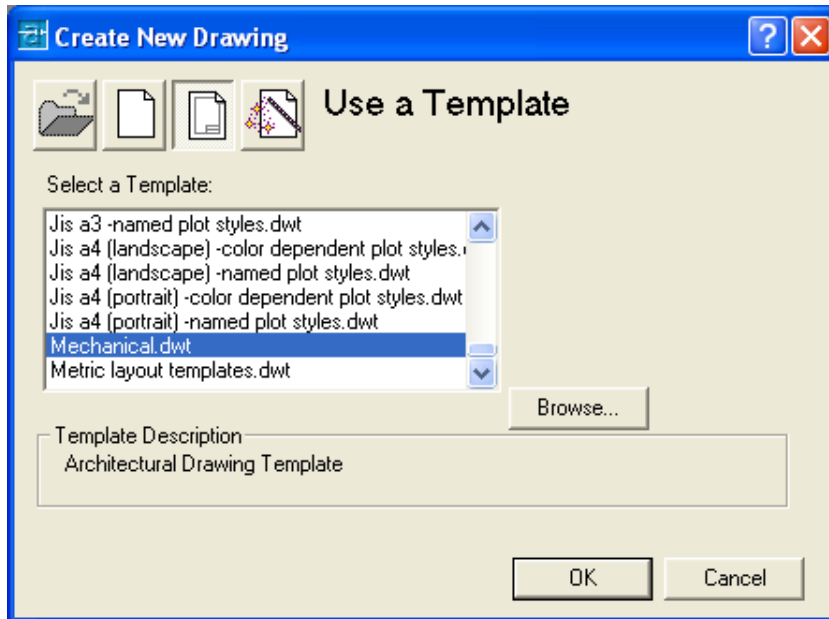 Create New Drawing
Use a Template
Select a Template:
Jis a3 -named plot styles.dwt
Jis a4 (landscape) -color dependent plot styles.
Jis a4 (landscape) -named plot styles.dwt
Jis a4 (portrait) -color dependent plot styles.dwt
Jis a4 (portrait) -named plot styles.dwt
Mechanical.dwt
Metric layout templates.dwt
Browse...
Template Description
Architectural Drawing Template
OK
Cancel